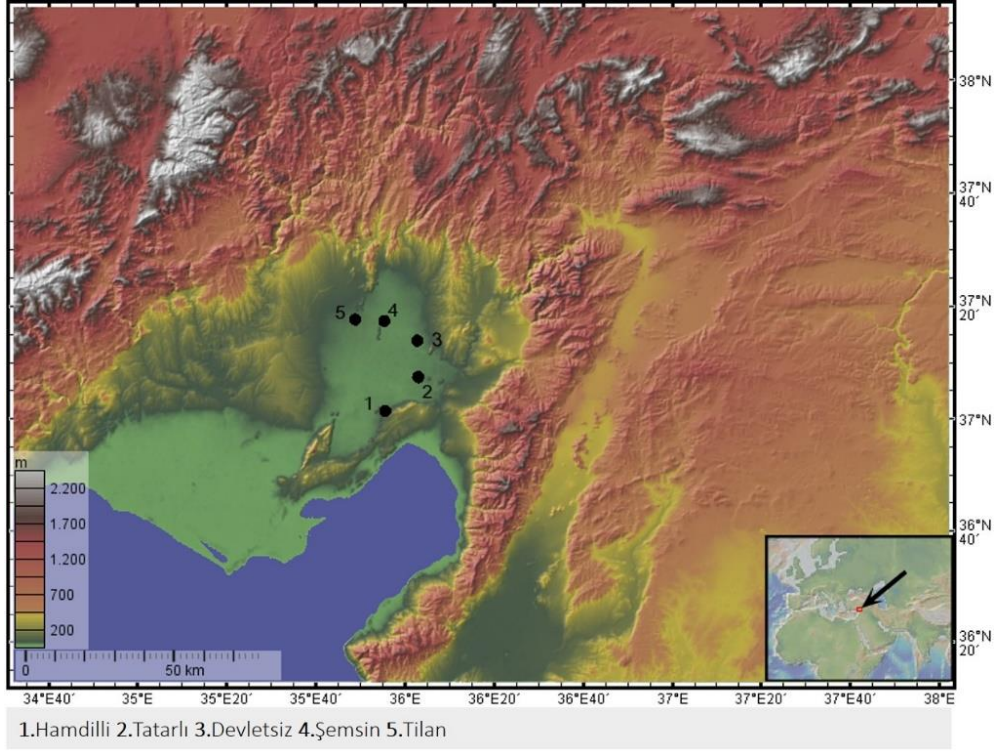 38°N
37°N
40´
37°N
20´
37°N
36°N
40´
36°N
20´
5
4
3
2
1
m
2.200
1.700
1.200
700
200
0 50 km
34°E40´ 35°E 35°E20´ 35°E40´ 36°E 36°E20´ 36°E40´ 37°E 37°E20´ 37°E40´ 38°E
1.Hamdilli 2.Tatarlı 3.Devletsiz 4.Şemsin 5.Tilan